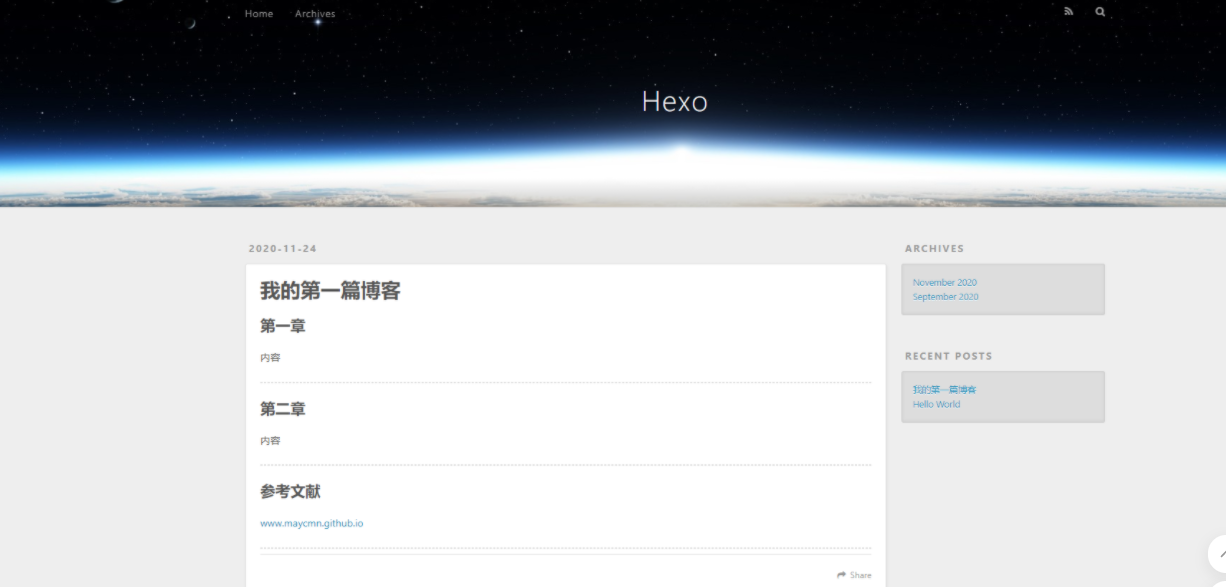 Home Archives
Hexo
2020-11-24
我的第一篇博客
第一章
内容
第二章
内容
参考文献
www.maycmn.github.io
Share
ARCHIVES
November 2020
September 2020
RECENT POSTS
我的第一篇博客
Hello World